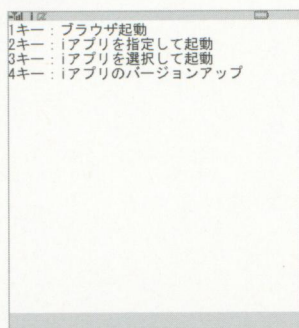 1キー：ブラウザ起動
2キー：iアプリを指定して起動
3キー：iアプリを選択して起動
4キー：iアプリのバージョンアップ